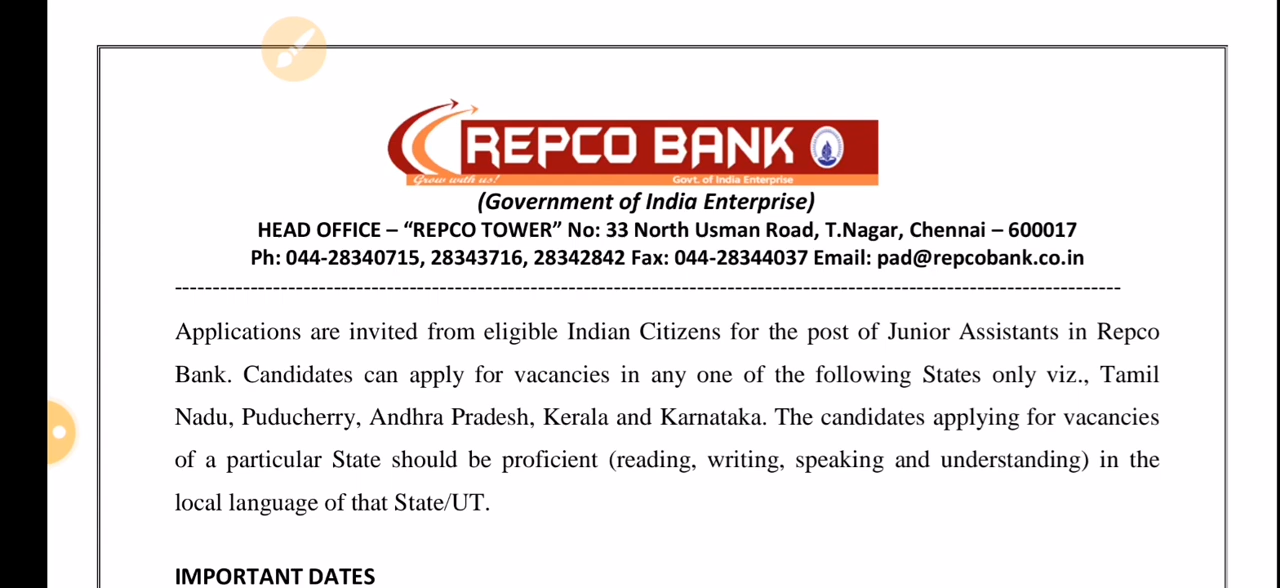 REPCO BANK
Grow with us! Govt. of India Enterprise
(Government of India Enterprise)
HEAD OFFICE – “REPCO TOWER” No: 33 North Usman Road, T.Nagar, Chennai – 600017
Ph: 044-28340715, 28343716, 28342842 Fax: 044-28344037 Email: pad@repcobank.co.in
Applications are invited from eligible Indian Citizens for the post of Junior Assistants in Repco
Bank. Candidates can apply for vacancies in any one of the following States only viz., Tamil
Nadu, Puducherry, Andhra Pradesh, Kerala and Karnataka. The candidates applying for vacancies
of a particular State should be proficient (reading, writing, speaking and understanding) in the
local language of that State/UT.
IMPORTANT DATES